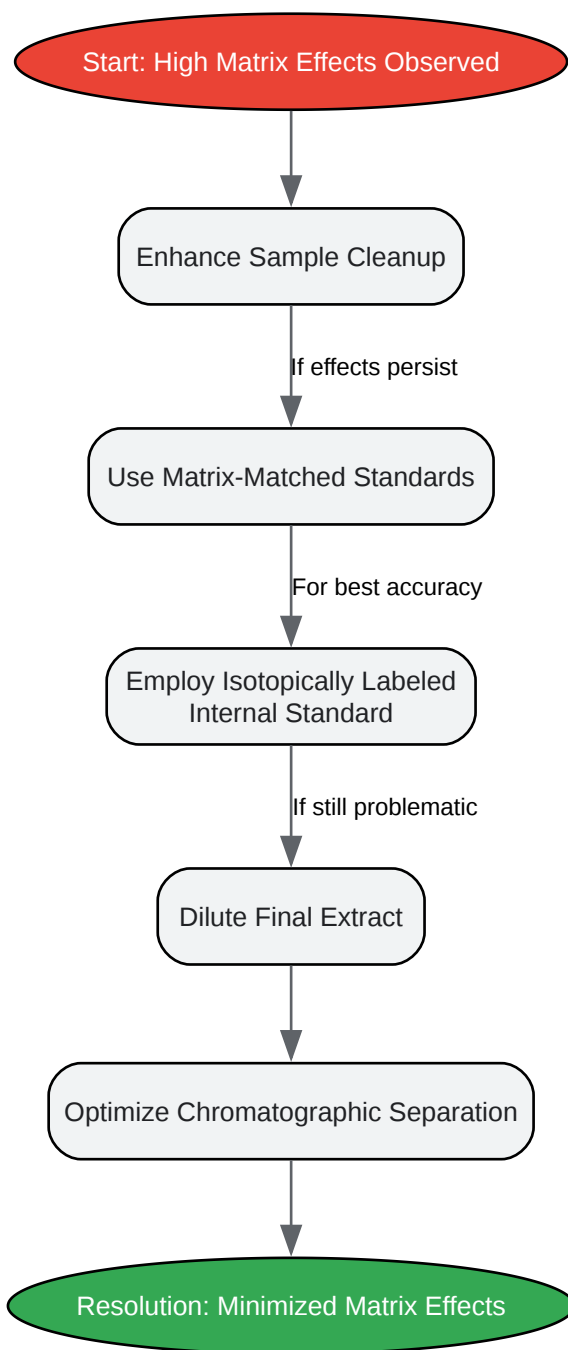 Start: High Matrix Effects Observed
Enhance Sample Cleanup
If effects persist
Use Matrix-Matched Standards
For best accuracy
Employ Isotopically Labeled
Internal Standard
If still problematic
Dilute Final Extract
Optimize Chromatographic Separation
Resolution: Minimized Matrix Effects